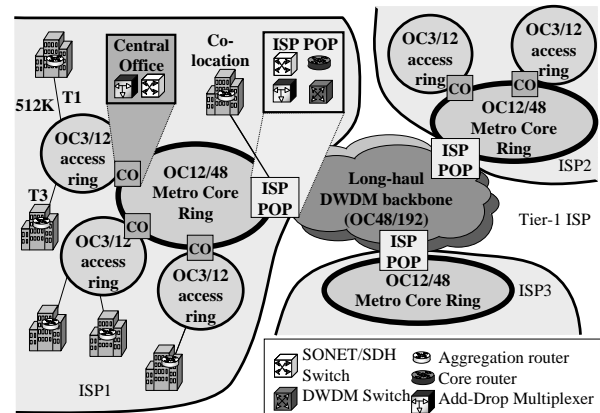 Central
Office
Co-
location
ISP POP
512K
T1
OC3/12
access
ring
T3
CO
OC12/48
Metro Core
Ring
ISP
POP
CO
CO
OC3/12
access
ring
OC3/12
access
ring
ISP1
OC3/12
access
ring
OC3/12
access
ring
CO
CO
OC12/48
Metro Core
Ring
ISP
POP
ISP2
Long-haul
DWDM backbone
(OC48/192)
Tier-1 ISP
ISP
POP
OC12/48
Metro Core Ring
ISP3
SONET/SDH
Switch
DWDM Switch
Aggregation router
Core router
Add-Drop Multiplexer